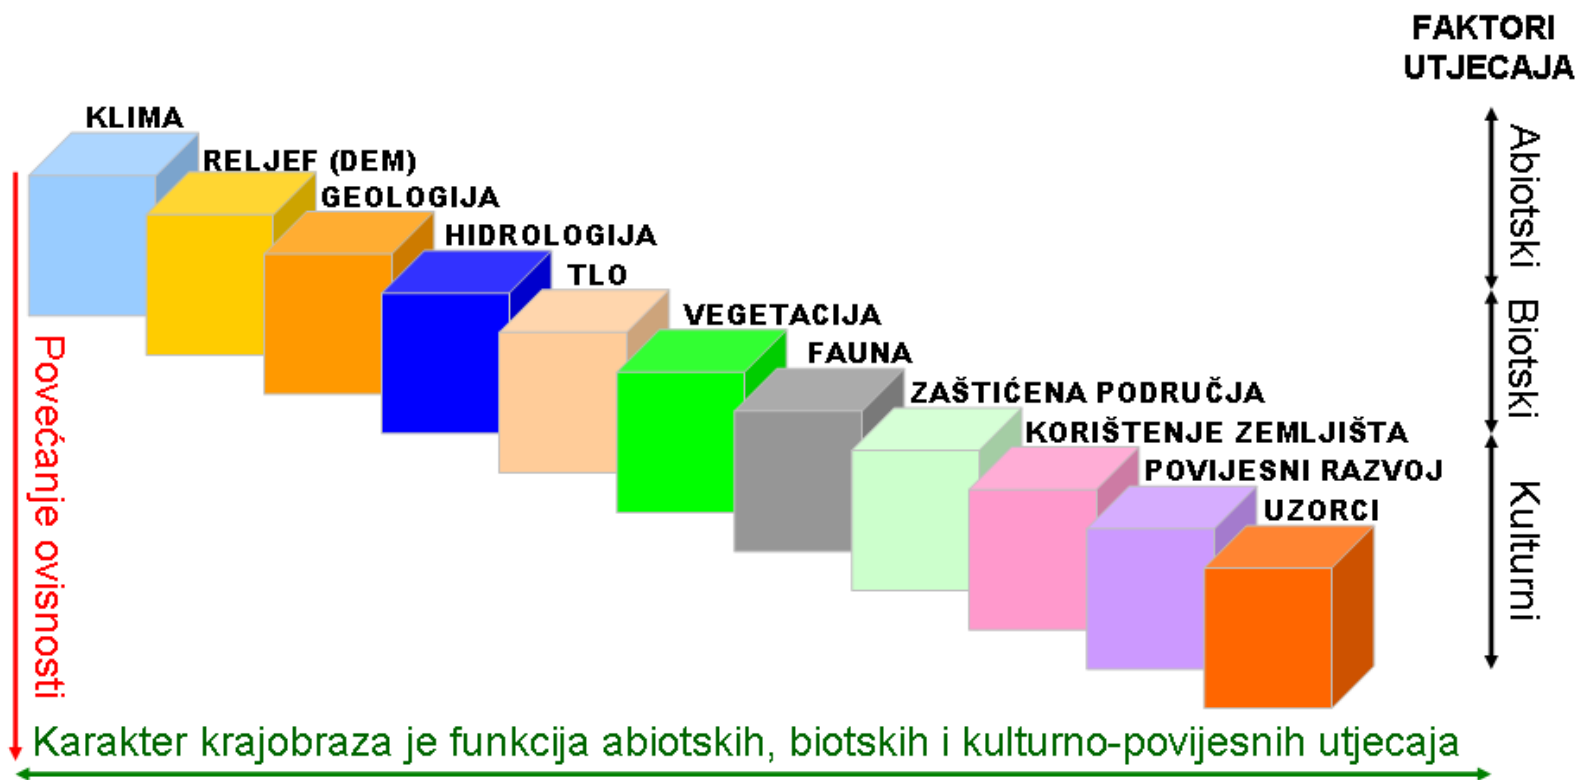 FAKTORI
UTJECAJA
KLIMA
RELJEF (DEM)
GEOLOGIJA
HIDROLOGIJA
TLO
VEGETACIJA
FAUNA
ZAŠTIĆENA PODRUČJA
KORIŠTENJE ZEMLJIŠTA
POVIJESNI RAZVOJ
UZORCI
Abiotski
Biotski
Kulturni
Povećanje ovisnosti
Karakter krajobraza je funkcija abiotskih, biotskih i kulturno-povijesnih utjecaja